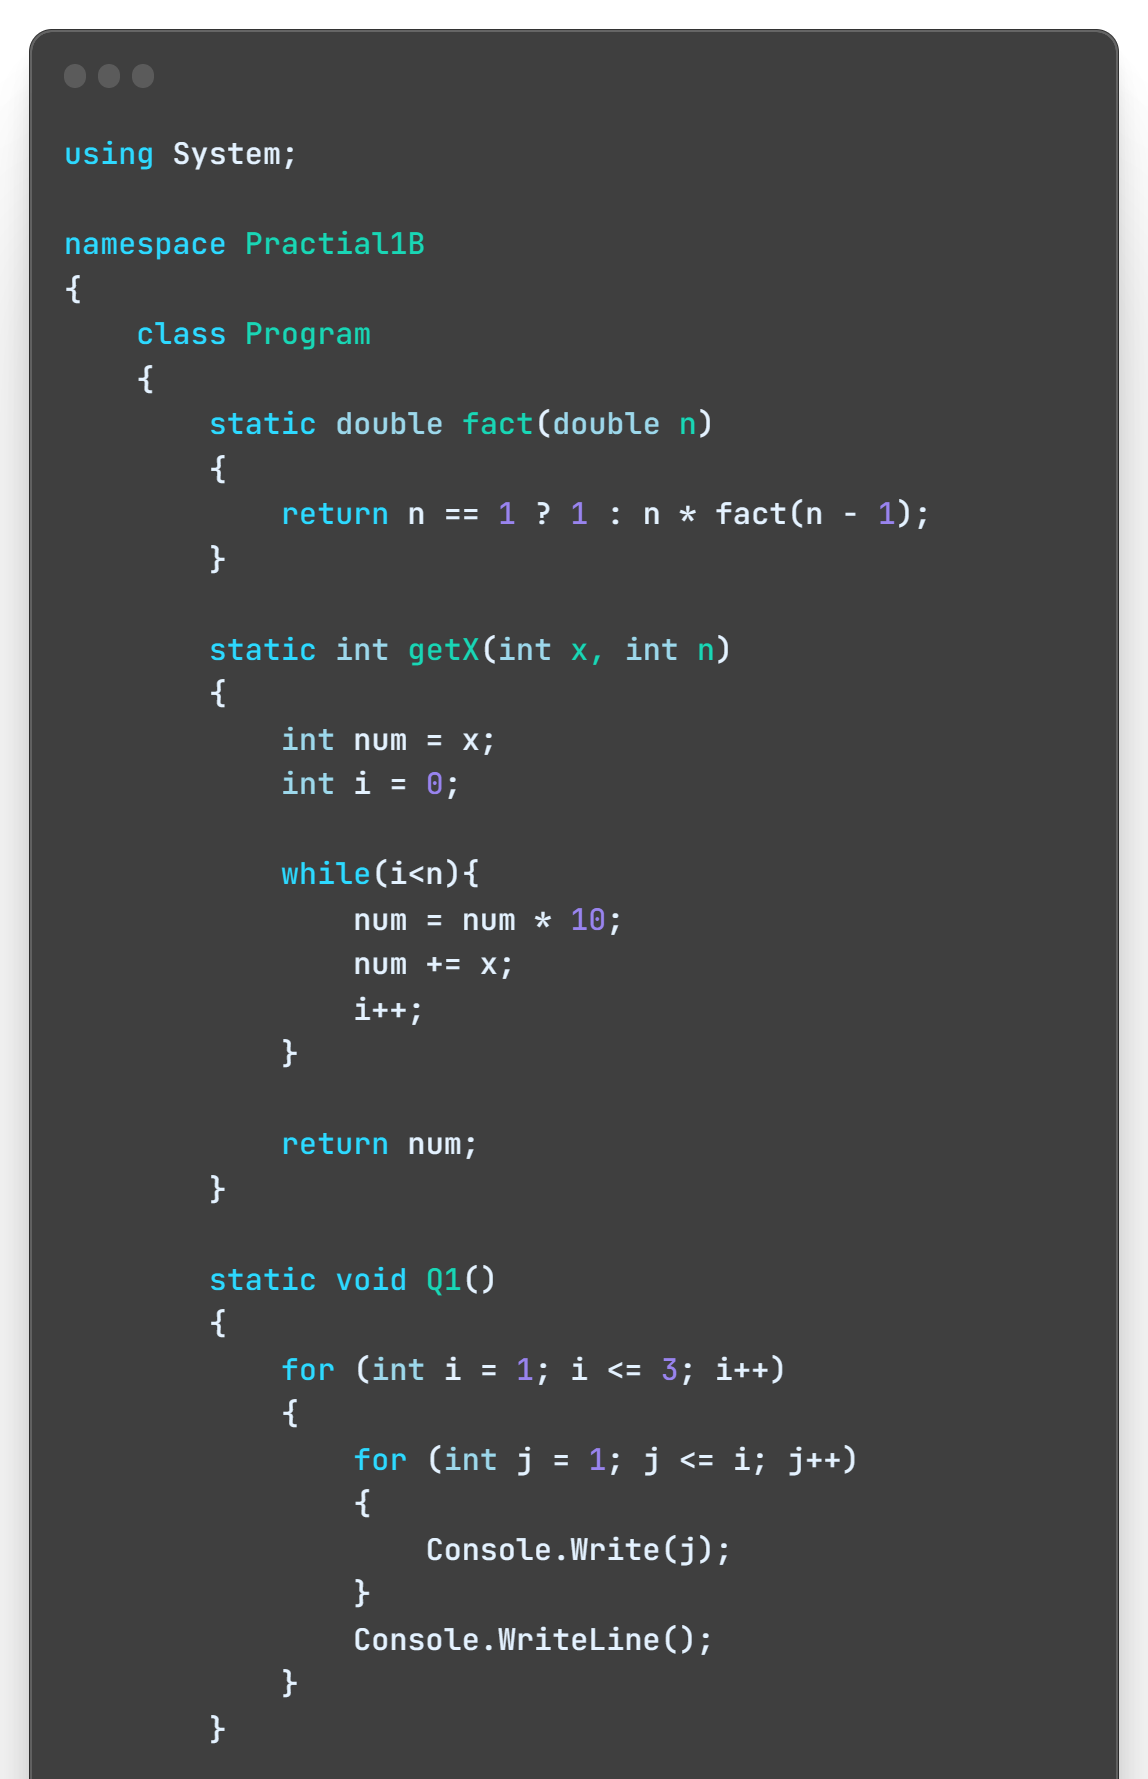 using System;

namespace Practial1B
{
    class Program
    {
        static double fact(double n)
        {
            return n == 1 ? 1 : n * fact(n - 1);
        }

        static int getX(int x, int n)
        {
            int num = x;
            int i = 0;

            while(i<n){
                num = num * 10;
                num += x;
                i++;
            }

            return num;
        }

        static void Q1()
        {
            for (int i = 1; i <= 3; i++)
            {
                for (int j = 1; j <= i; j++)
                {
                    Console.Write(j);
                }
                Console.WriteLine();
            }
        }